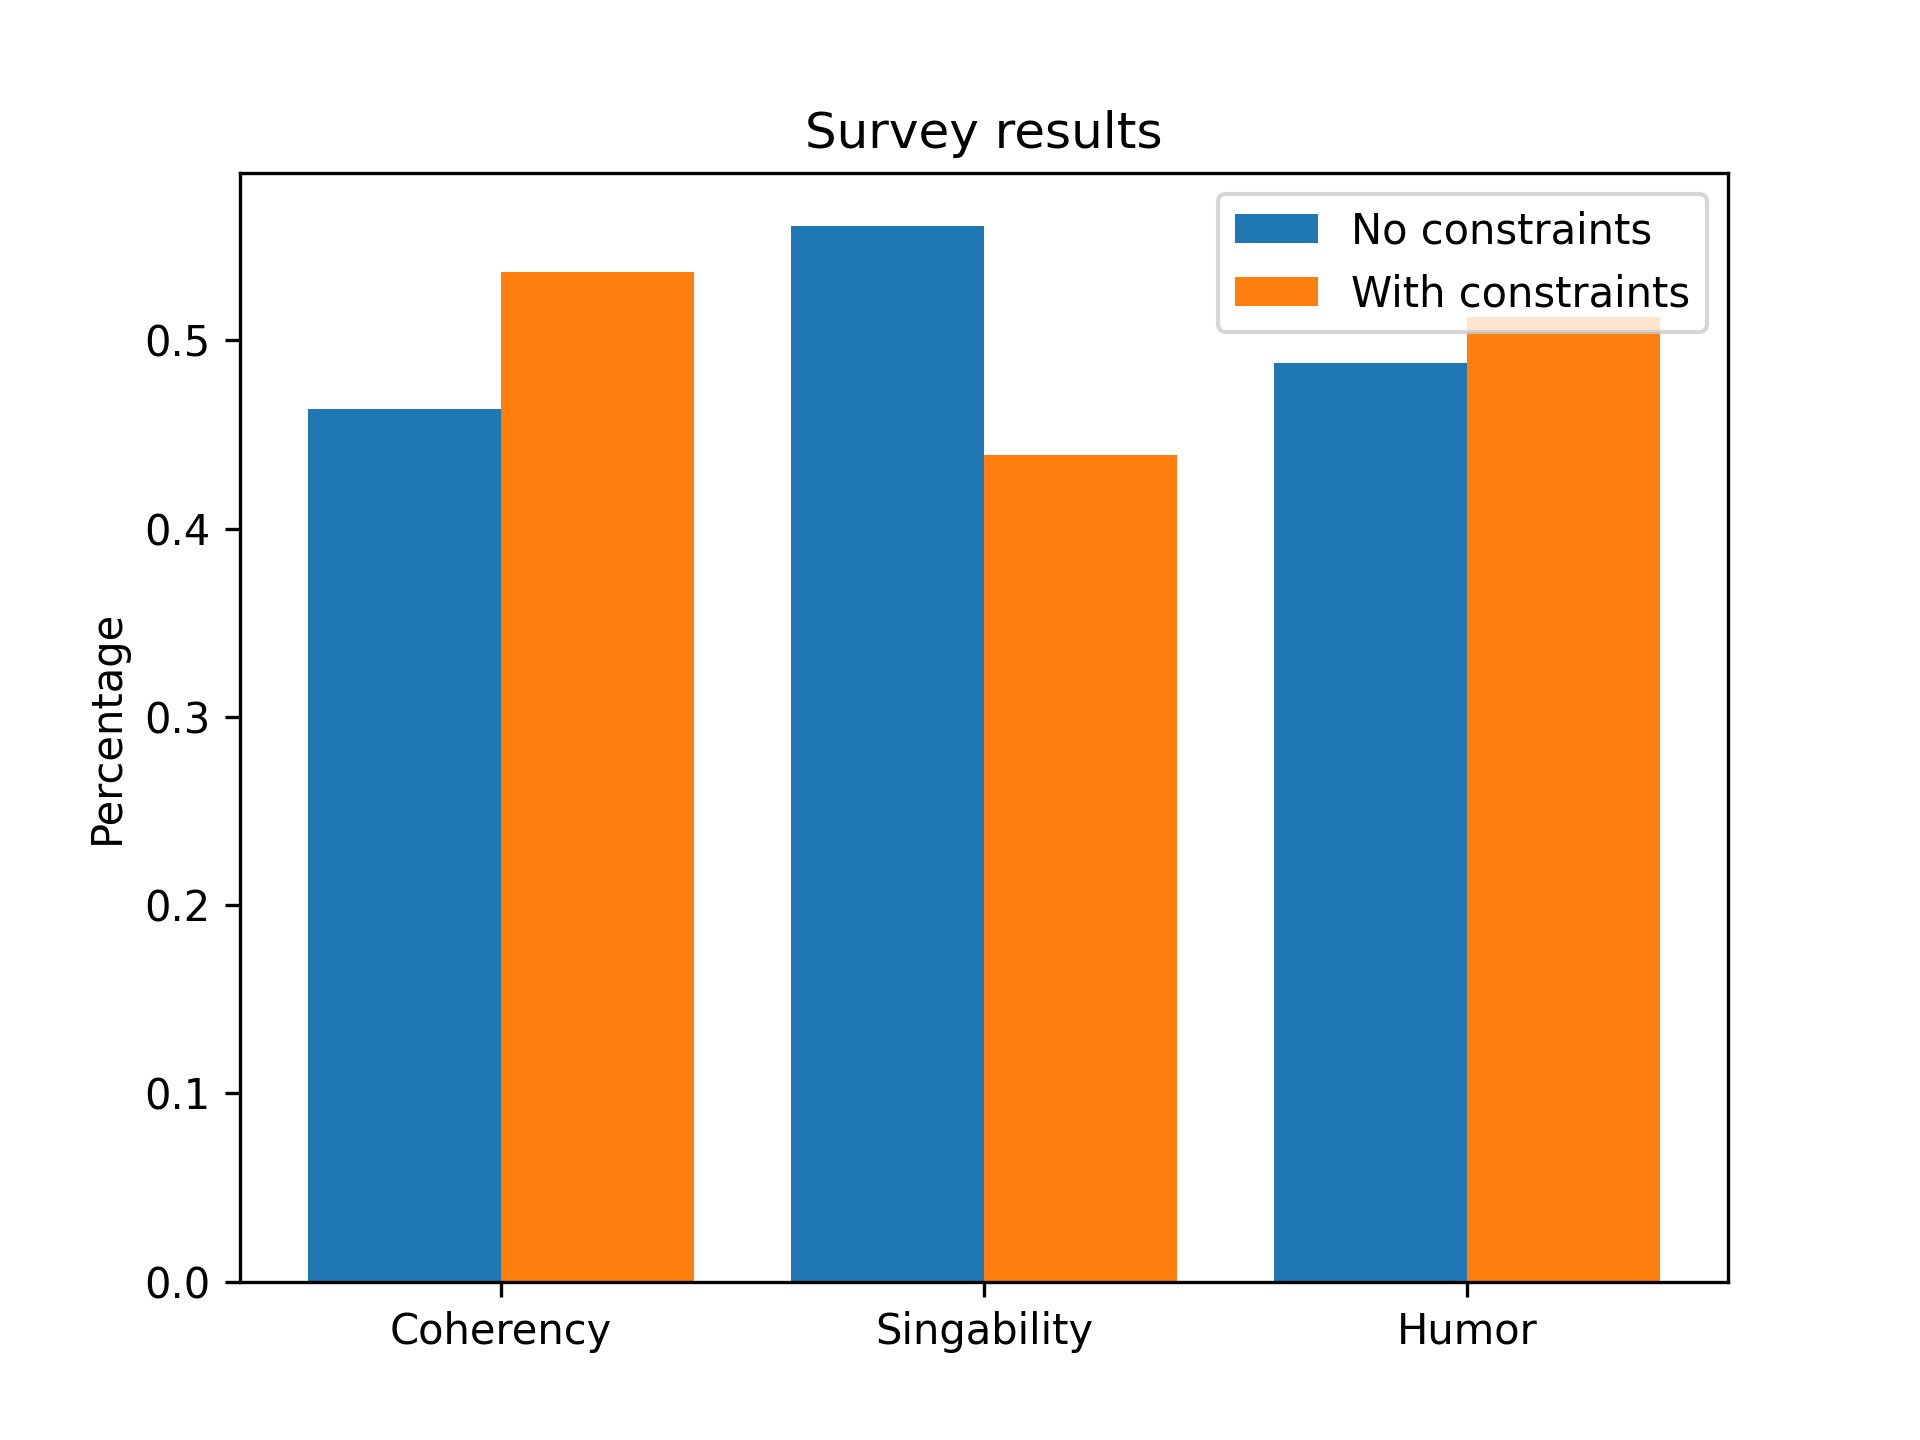 Survey results
No constraints
With constraints
Percentage
0.5
0.4
0.3
0.2
0.1
0.0
Coherency
Singability
Humor